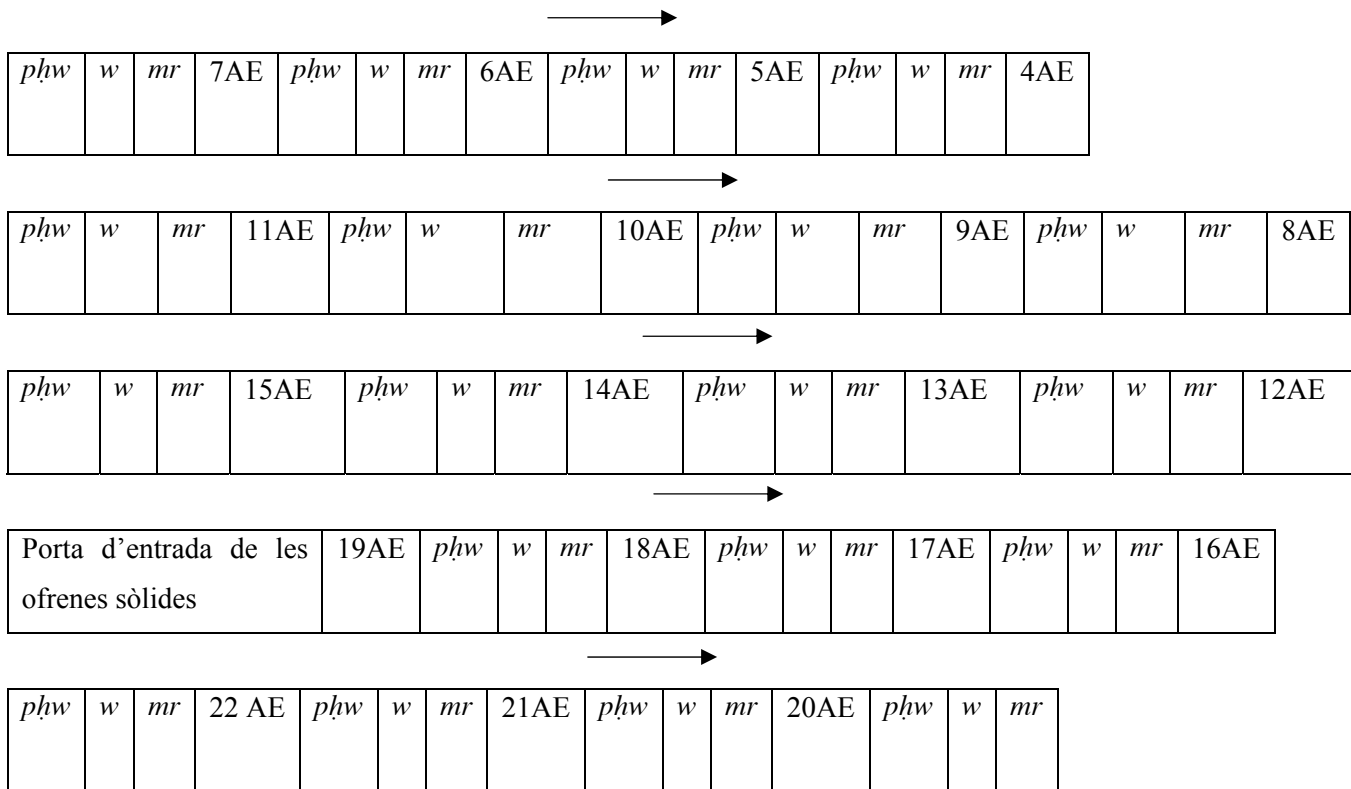 pḥw w mr 7AE pḥw w mr 6AE pḥw w mr 5AE pḥw w mr 4AE
pḥw w mr 11AE pḥw w mr 10AE pḥw w mr 9AE pḥw w mr 8AE
pḥw w mr 15AE pḥw w mr 14AE pḥw w mr 13AE pḥw w mr 12AE
Porta d’entrada de les 19AE pḥw w mr 18AE pḥw w mr 17AE pḥw w mr 16AE
ofrenes sòlides
pḥw w mr 22 AE pḥw w mr 21AE pḥw w mr 20AE pḥw w mr